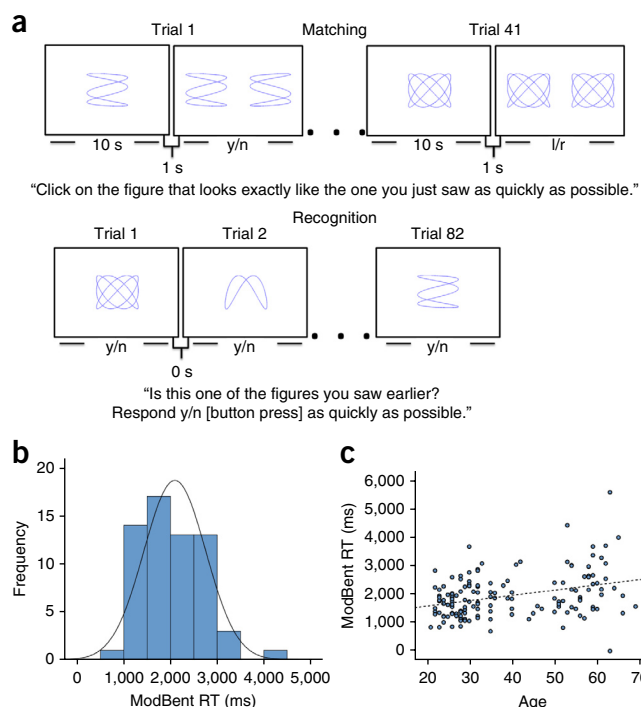 a
Trial 1 Matching Trial 41
10 s y/n 10 s l/r
1 s 1 s
“Click on the figure that looks exactly like the one you just saw as quickly as possible.”
Recognition
Trial 1 Trial 2 Trial 82
y/n y/n y/n
0 s
“Is this one of the figures you saw earlier?
Respond y/n [button press] as quickly as possible.”
b
20
15
10
5
0
Frequency
0 1,000 2,000 3,000 4,000 5,000
ModBent RT (ms)
c
6,000
5,000
4,000
3,000
2,000
1,000
0
ModBent RT (ms)
20 30 40 50 60 70
Age